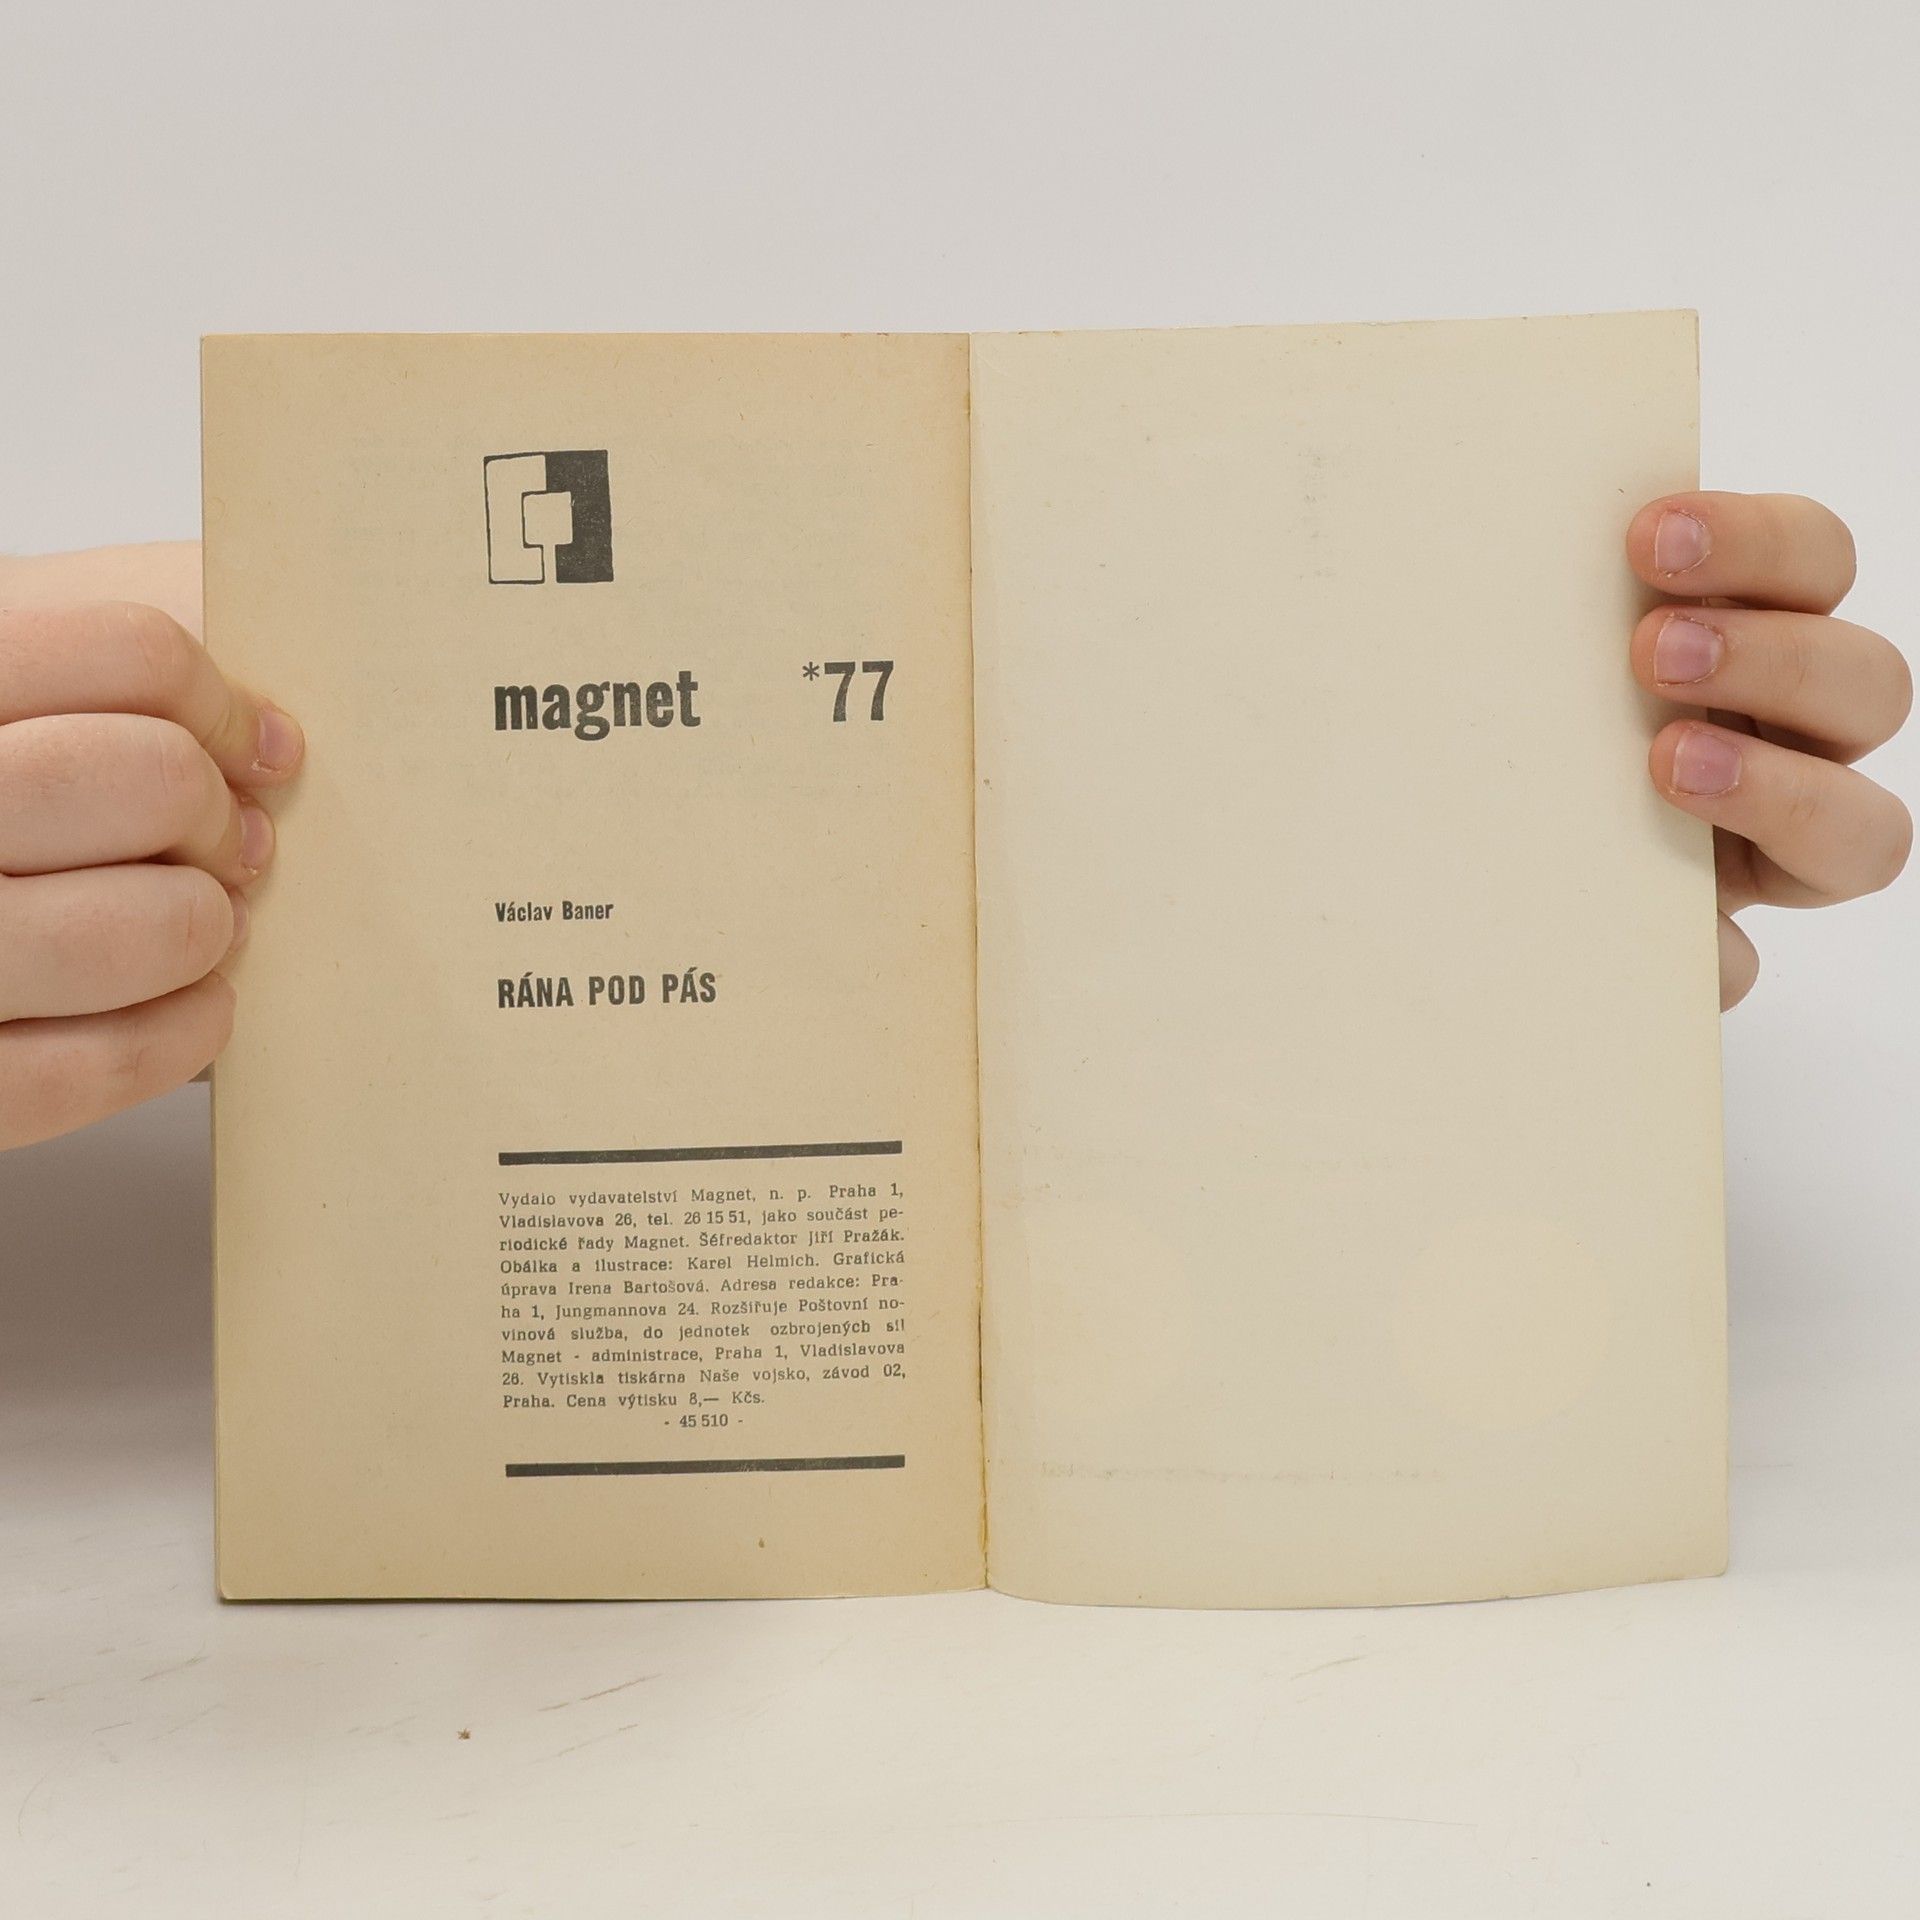 magnet *77
Václav Baner
RÁNA POD PÁS
Vydalo vydavatelství Magnet, n. p. Praha 1,
Vladislavova 26, tel. 26 15 51, jako součást pe-
riodické řady Magnet. Šéfredaktor Jiří Pražák.
Obálka a ilustrace: Karel Helmich. Grafická
úprava Irena Bartošová. Adresa redakce: Pra-
ha 1, Jungmannova 24. Rozšiřuje Poštovní no-
vinová služba, do jednotek ozbrojených sil
Magnet - administrace, Praha 1, Vladislavova
26. Vytiskla tiskárna Naše vojsko, závod 02,
Praha. Cena výtisku 8,— Kčs.
- 45 510 -